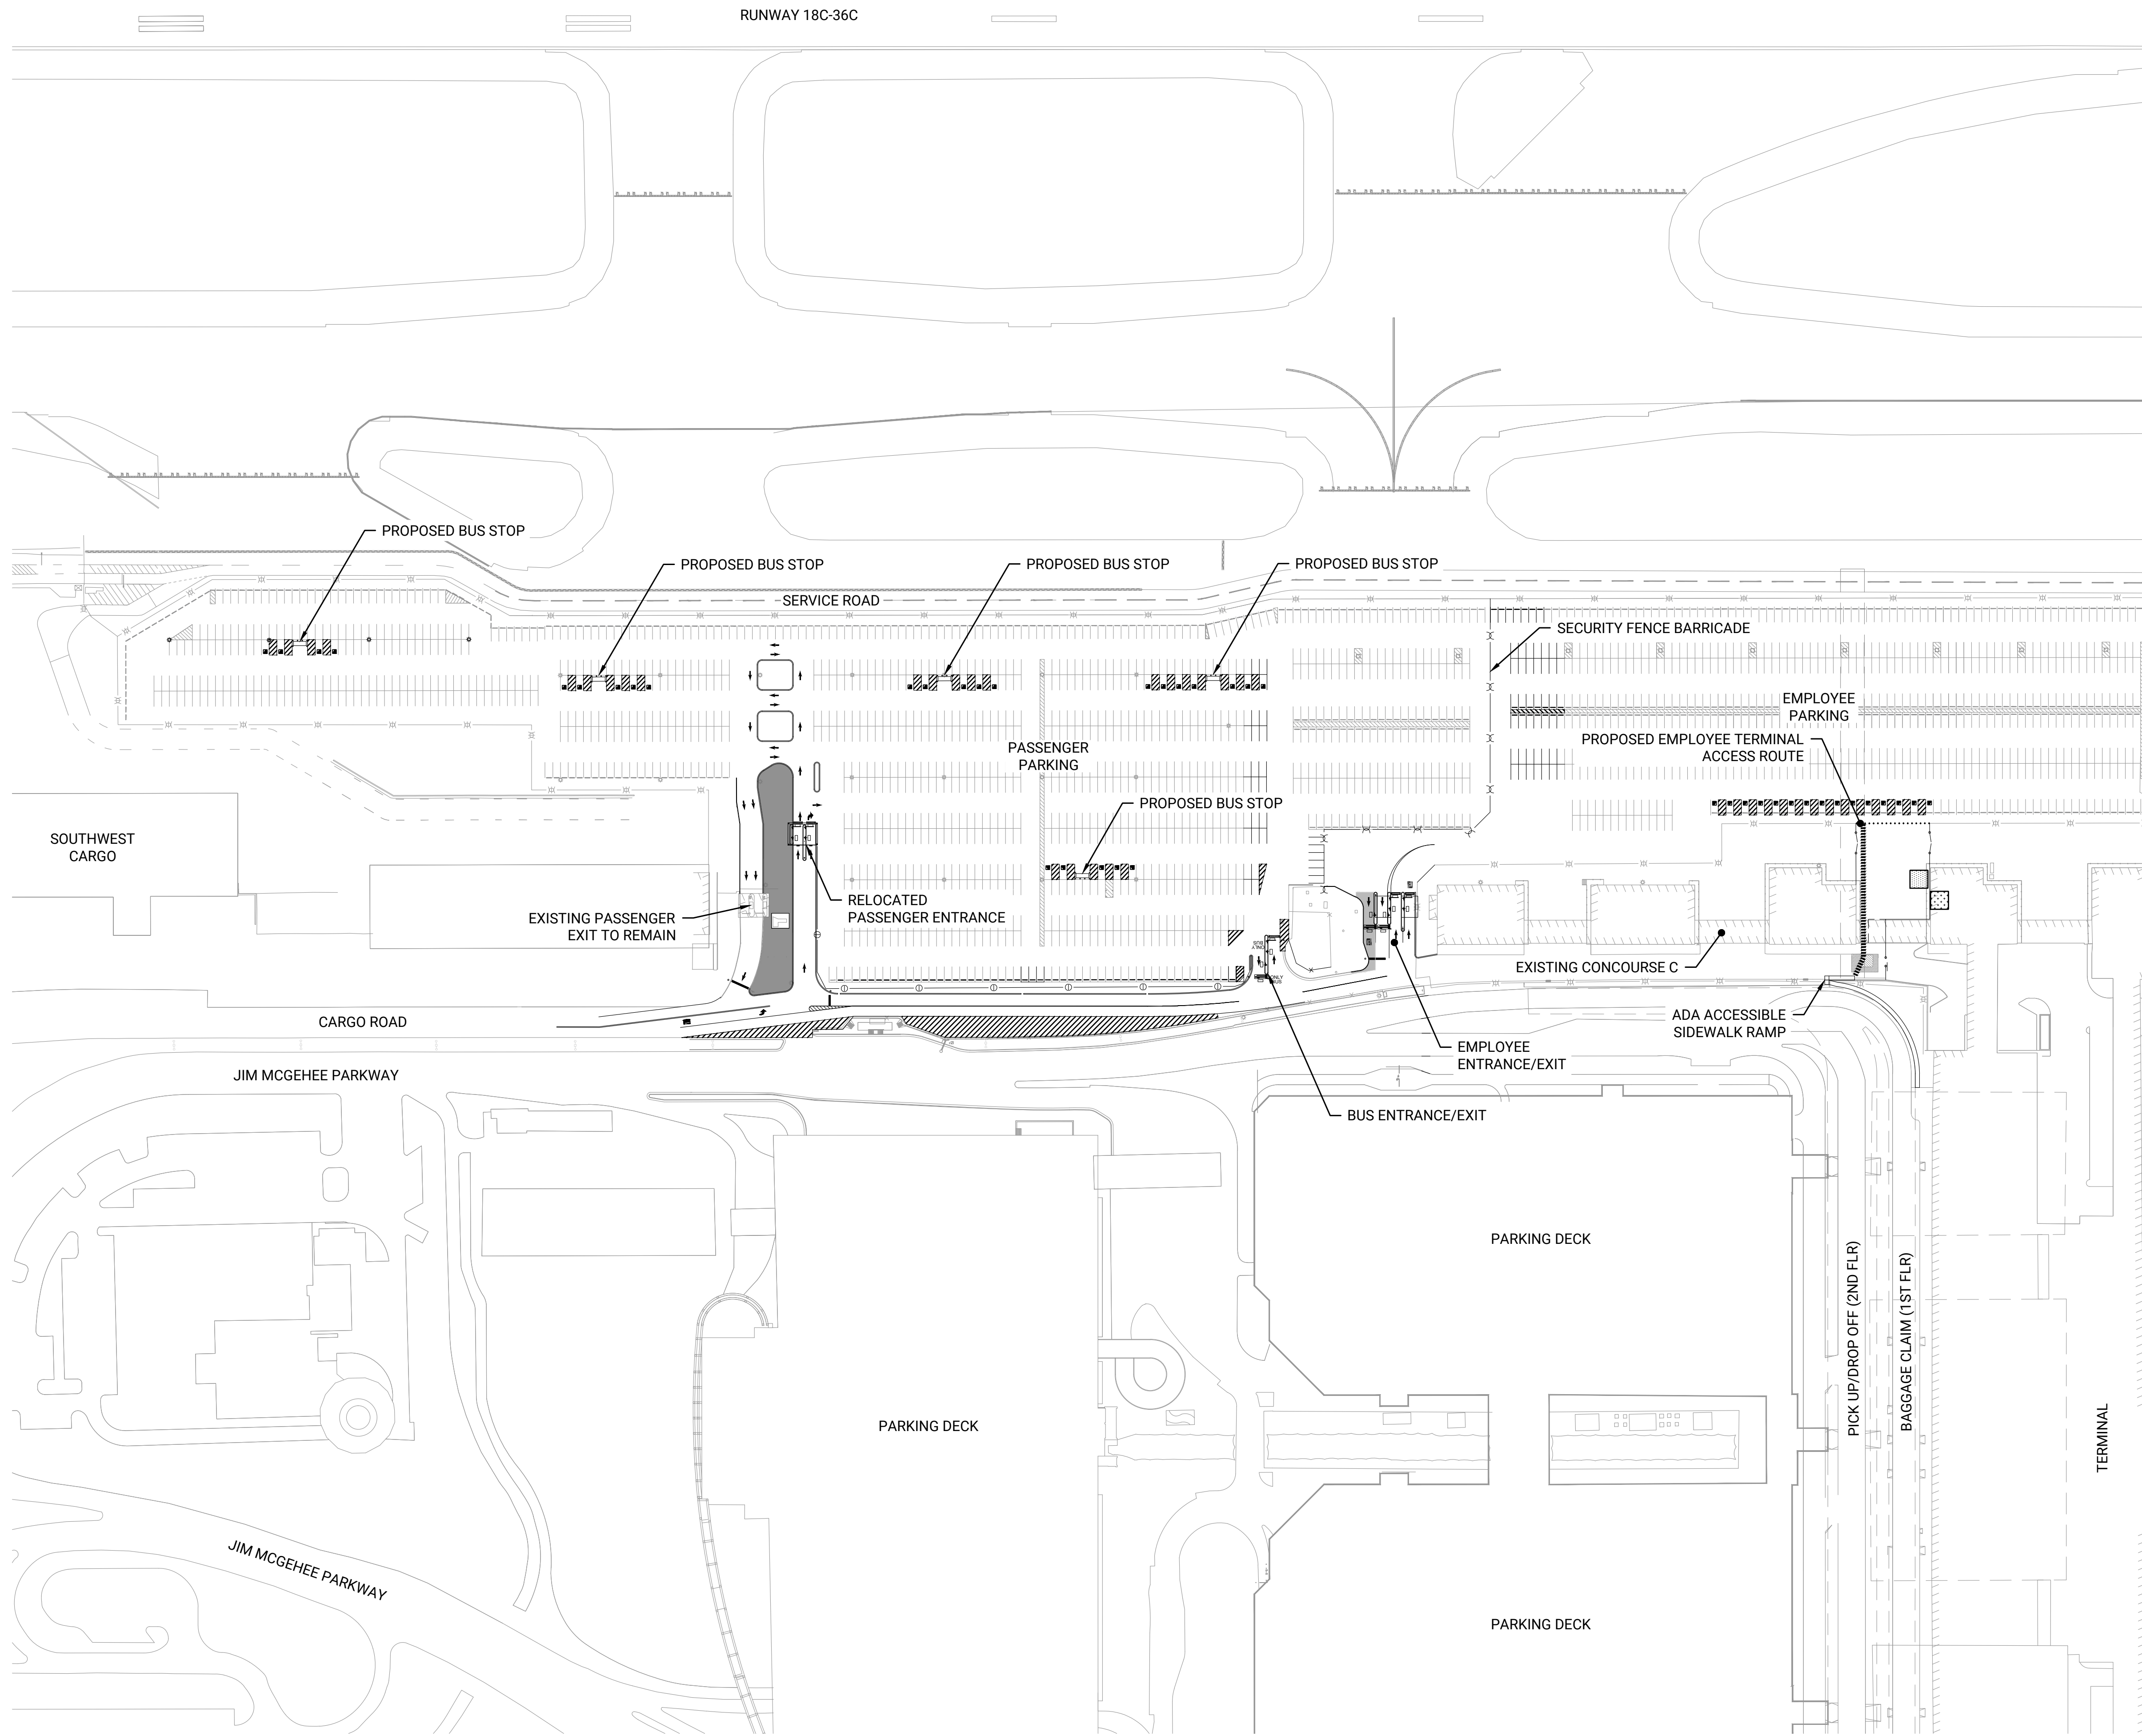 RUNWAY 18C-36C
PROPOSED BUS STOP
PROPOSED BUS STOP
PROPOSED BUS STOP
PROPOSED BUS STOP
SERVICE ROAD
SECURITY FENCE BARRICADE
EMPLOYEE
PARKING
PROPOSED EMPLOYEE TERMINAL
ACCESS ROUTE
PASSENGER
PARKING
PROPOSED BUS STOP
SOUTHWEST
CARGO
RELOCATED
PASSENGER ENTRANCE
EXISTING PASSENGER
EXIT TO REMAIN
EXISTING CONCOURSE C
CARGO ROAD
ADA ACCESSIBLE
SIDEWALK RAMP
EMPLOYEE
ENTRANCE/EXIT
JIM MCGEHEE PARKWAY
BUS ENTRANCE/EXIT
PARKING DECK
PICK UP/DROP OFF (2ND FLR)
BAGGAGE CLAIM (1ST FLR)
TERMINAL
PARKING DECK
JIM MCGEHEE PARKWAY
PARKING DECK